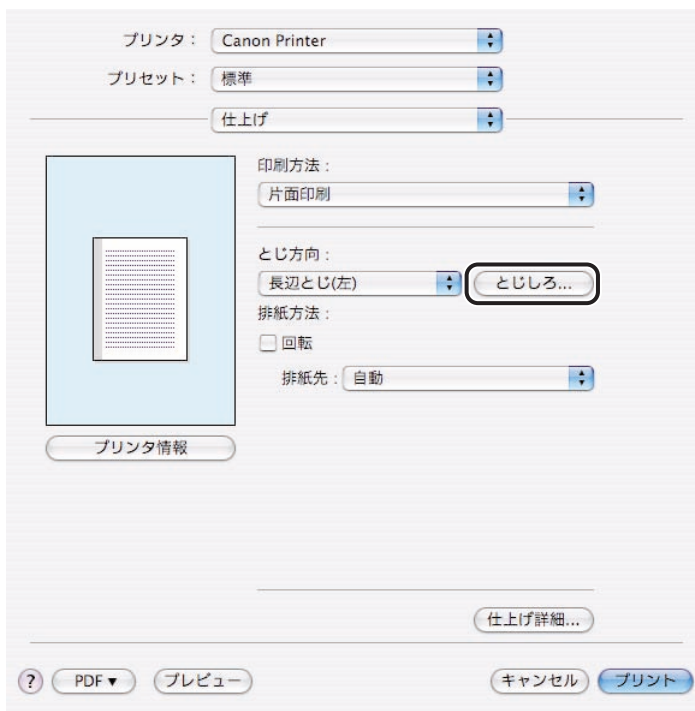 プリンタ： Canon Printer
プリセット： 標準
仕上げ
印刷方法：
片面印刷
とじ方向：
長辺とじ(左) とじしろ...
排紙方法：
回転
排紙先： 自動
プリンタ情報
仕上げ詳細...
? PDF▼ プレビュー キャンセル プリント